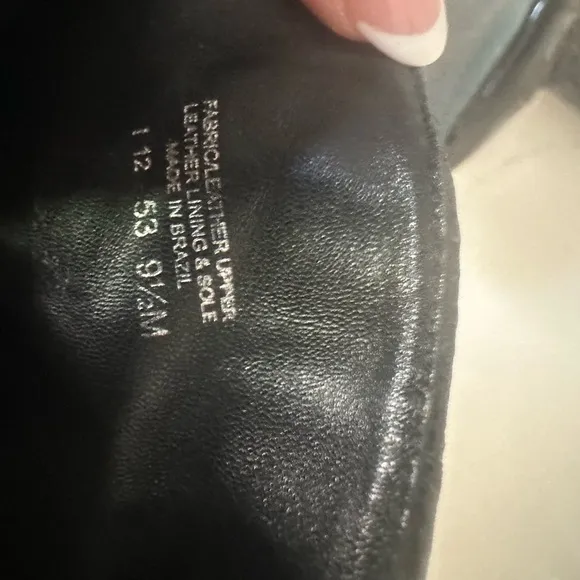 FABRIC/LEATHER UPPER
LEATHER LINING & SOLE
MADE IN BRAZIL
I 12 53 9½M